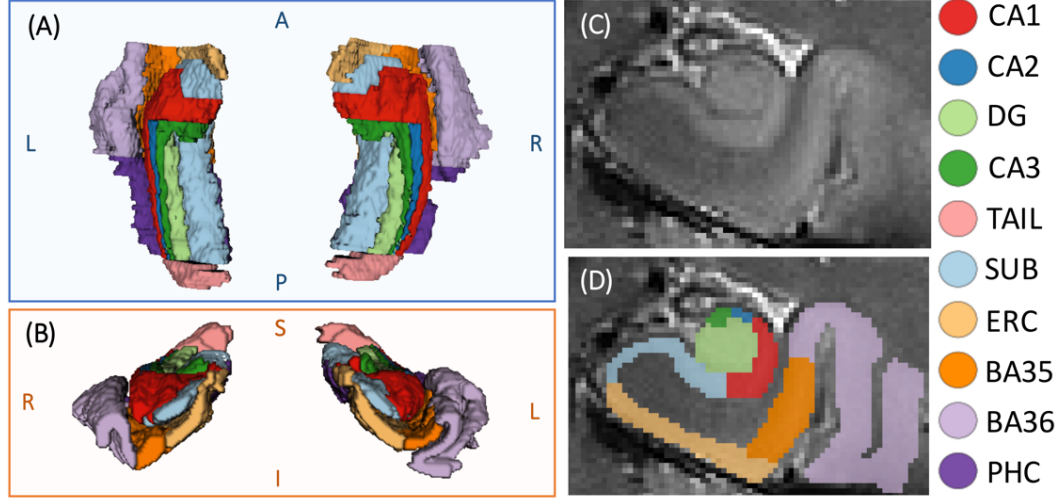 (A)
A
L
R
P
(B)
S
R
L
I
(C)
(D)
CA1
CA2
DG
CA3
TAIL
SUB
ERC
BA35
BA36
PHC